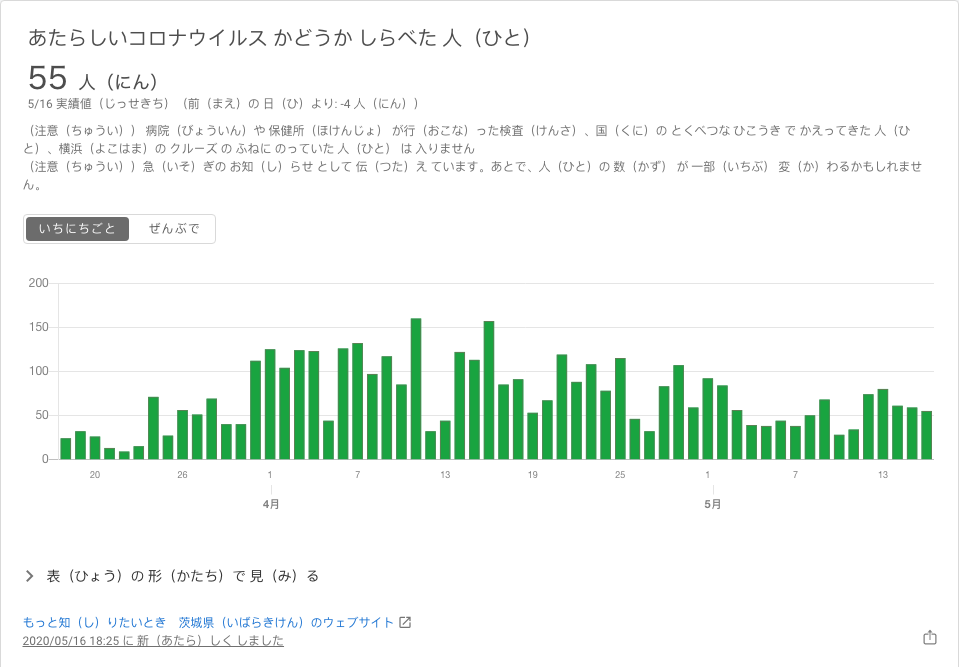 あたらしいコロナウイルス かどうか しらべた 人（ひと）
55 人（にん）
5/16 実績値（じっせきち）（前（まえ）の 日（ひ）より: -4 人（にん））
（注意（ちゅうい）） 病院（びょういん）や 保健所（ほけんじょ） が行（おこな）った検査（けんさ）、国（くに）の とくべつな ひこうき で かえってきた 人（ひ
と）、横浜（よこはま）の クルーズ の ふねに のっていた 人（ひと） は 入りません
（注意（ちゅうい））急（いそ）ぎの お知（し）らせ として 伝（つた）え ています。あとで、人（ひと）の 数（かず） が 一部（いちぶ） 変（か）わるかもしれませ
ん。
いちにちごと ぜんぶで
200
150
100
50
0
20 26 1 7 13 19 25 1 7 13
4月 5月
表（ひょう）の 形（かたち）で 見（み）る
もっと知（し）りたいとき　茨城県（いばらきけん）のウェブサイト
2020/05/16 18:25 に 新（あたら）しく しました